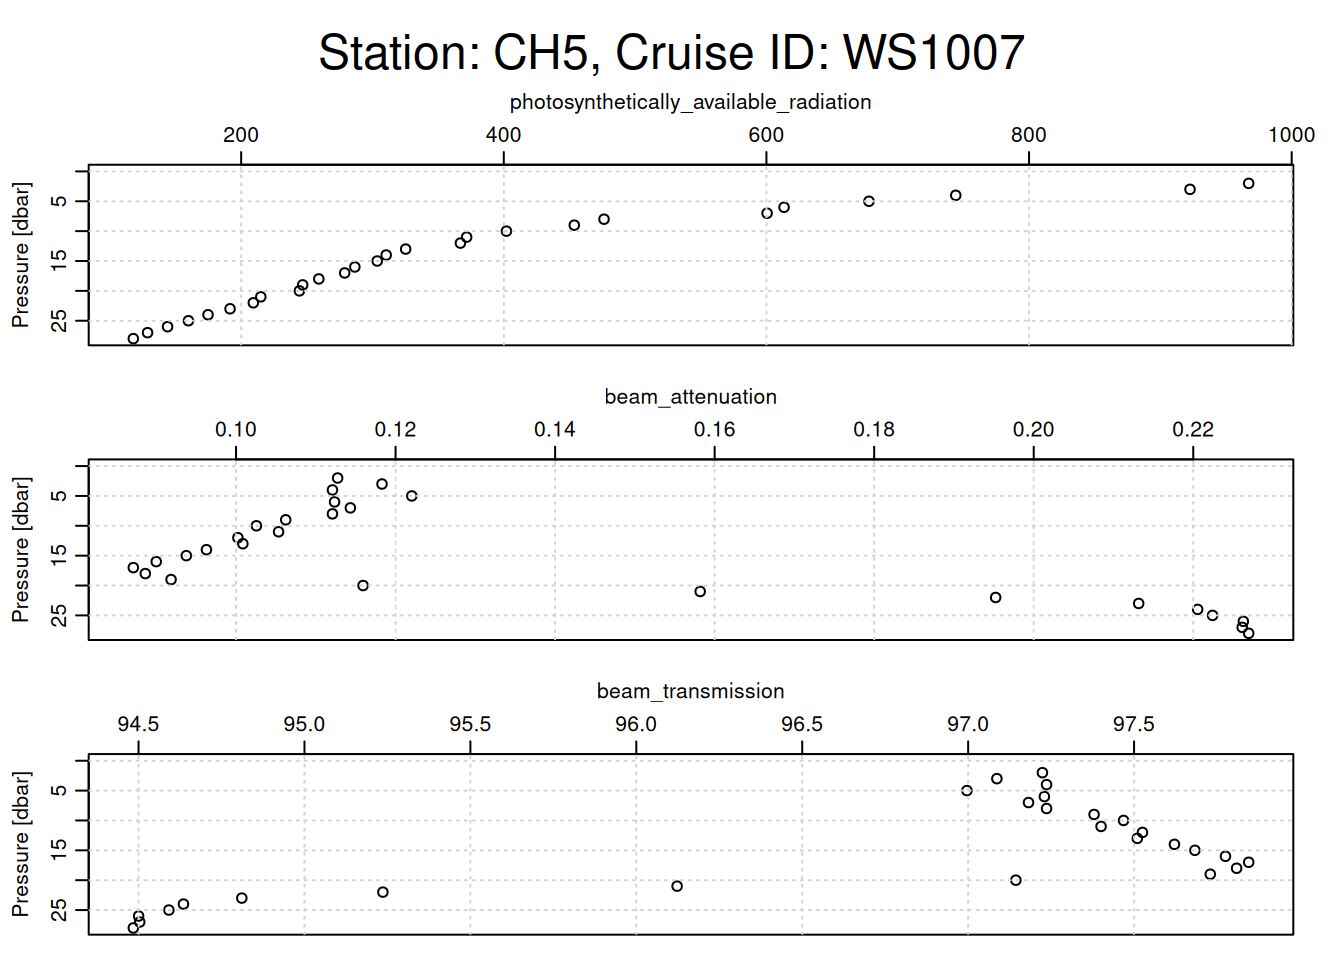 Station: CH5, Cruise ID: WS1007
photosynthetically_available_radiation
200 400 600 800 1000
Pressure [dbar]
5
15
25
beam_attenuation
0.10 0.12 0.14 0.16 0.18 0.20 0.22
Pressure [dbar]
5
15
25
beam_transmission
94.5 95.0 95.5 96.0 96.5 97.0 97.5
Pressure [dbar]
5
15
25